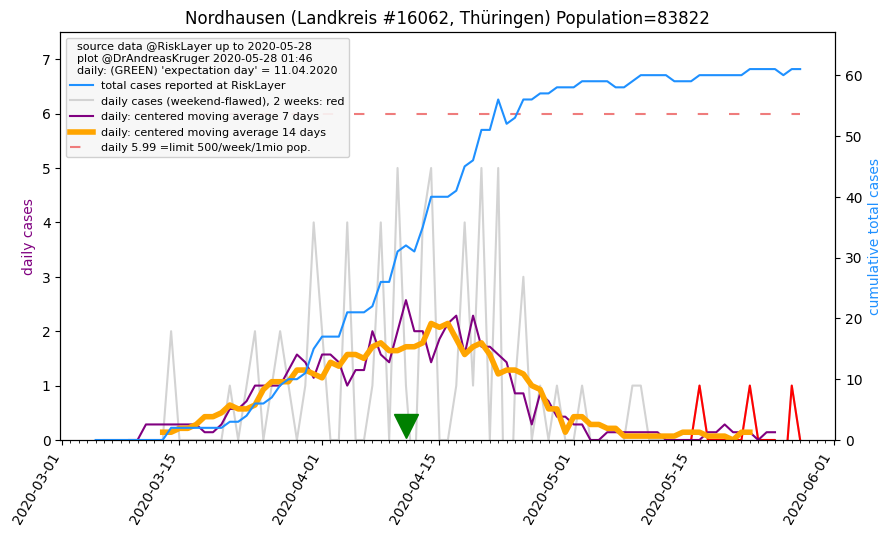 Nordhausen (Landkreis #16062, Thüringen) Population=83822
source data @RiskLayer up to 2020-05-28
plot @DrAndreasKruger 2020-05-28 01:46
daily: (GREEN) 'expectation day' = 11.04.2020
total cases reported at RiskLayer
daily cases (weekend-flawed), 2 weeks: red
daily: centered moving average 7 days
daily: centered moving average 14 days
daily 5.99 =limit 500/week/1mio pop.
daily cases
7
6
5
4
3
2
1
0
cumulative total cases
60
50
40
30
20
10
0
2020-03-01
2020-03-15
2020-04-01
2020-04-15
2020-05-01
2020-05-15
2020-06-01